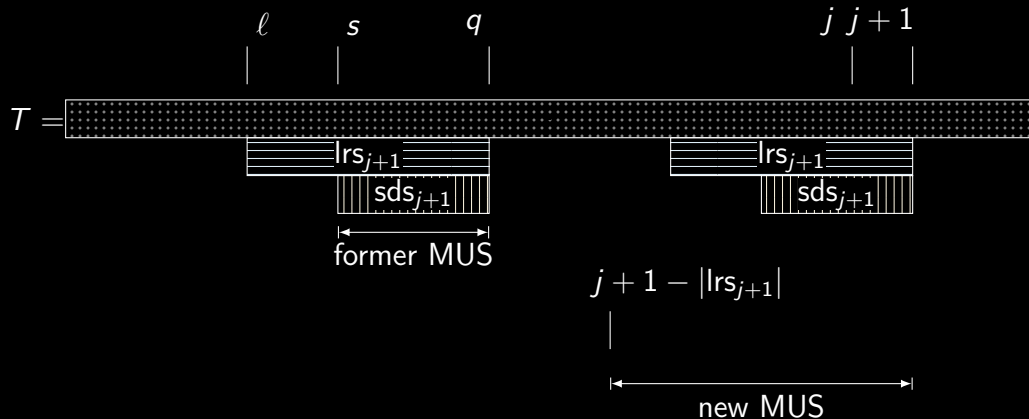 ℓ s q j j + 1
T =
lrs_{j+1} lrs_{j+1}
sds_{j+1} sds_{j+1}
former MUS
j + 1 − |lrs_{j+1}|
new MUS